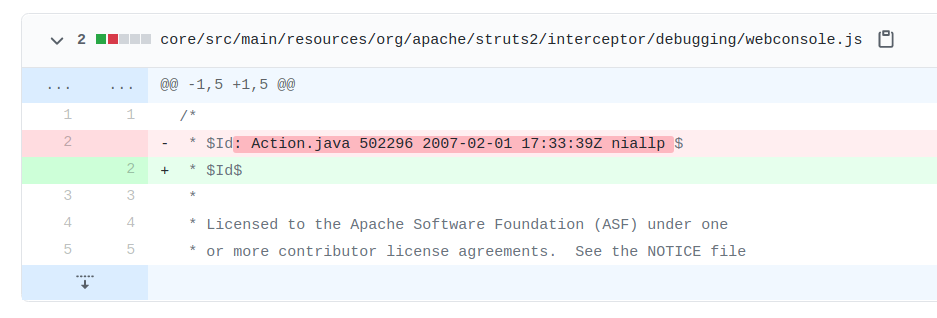 2 core/src/main/resources/org/apache/struts2/interceptor/debugging/webconsole.js
... ... @@ -1,5 +1,5 @@
1 1 /*
2 - * $Id: Action.java 502296 2007-02-01 17:33:39Z niallp $
2 + * $Id$
3 3 *
4 4 * Licensed to the Apache Software Foundation (ASF) under one
5 5 * or more contributor license agreements.  See the NOTICE file